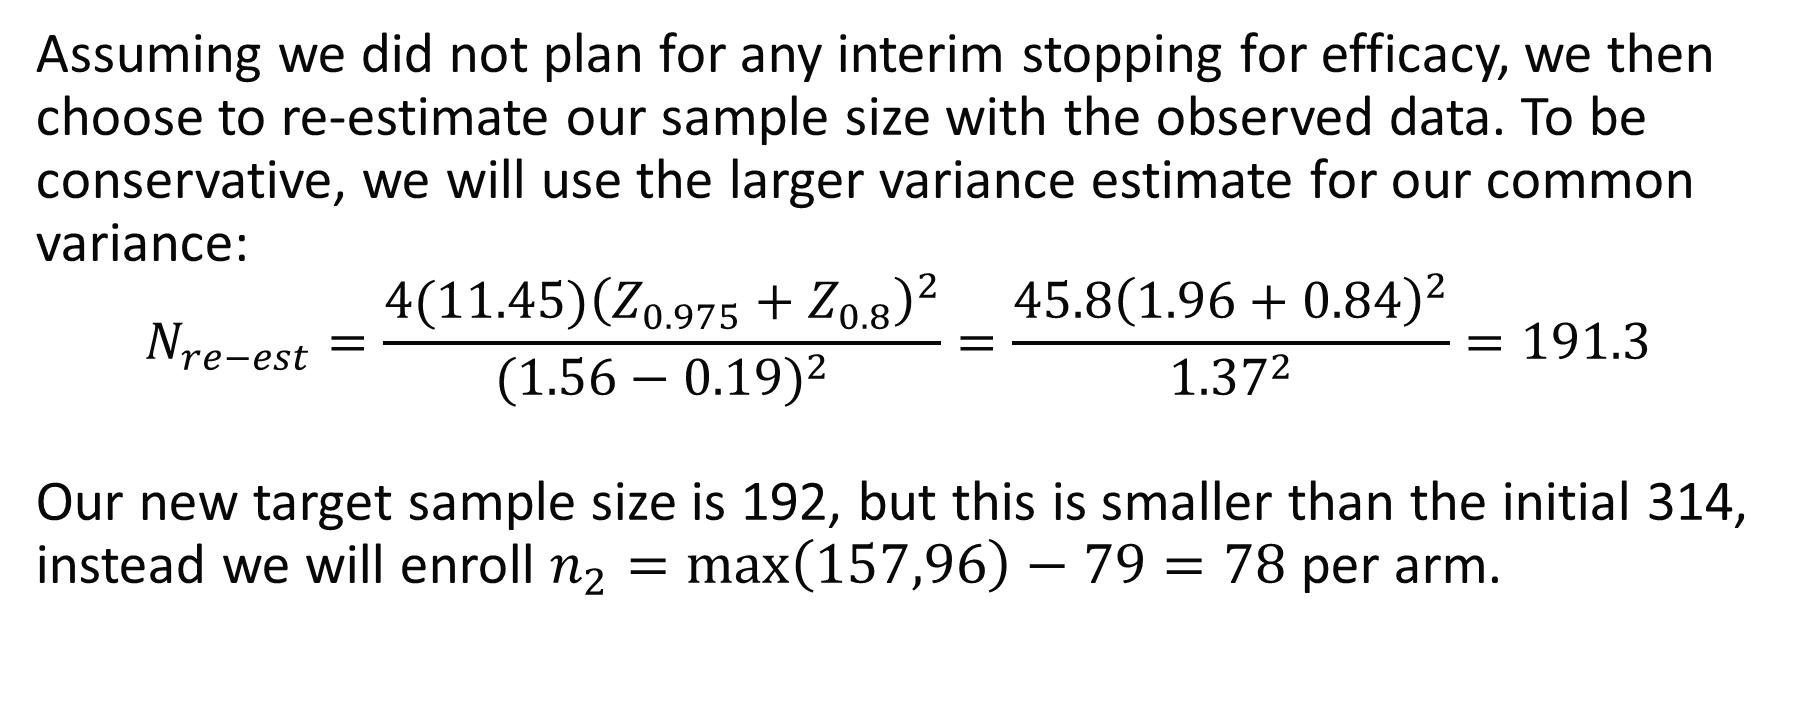 Assuming we did not plan for any interim stopping for efficacy, we then
choose to re-estimate our sample size with the observed data. To be
conservative, we will use the larger variance estimate for our common
variance:
N_{re-est} = \frac{4(11.45)(Z_{0.975} + Z_{0.8})^2}{(1.56 − 0.19)^2} = \frac{45.8(1.96 + 0.84)^2}{1.37^2} = 191.3
Our new target sample size is 192, but this is smaller than the initial 314,
instead we will enroll n_2 = max(157,96) − 79 = 78 per arm.